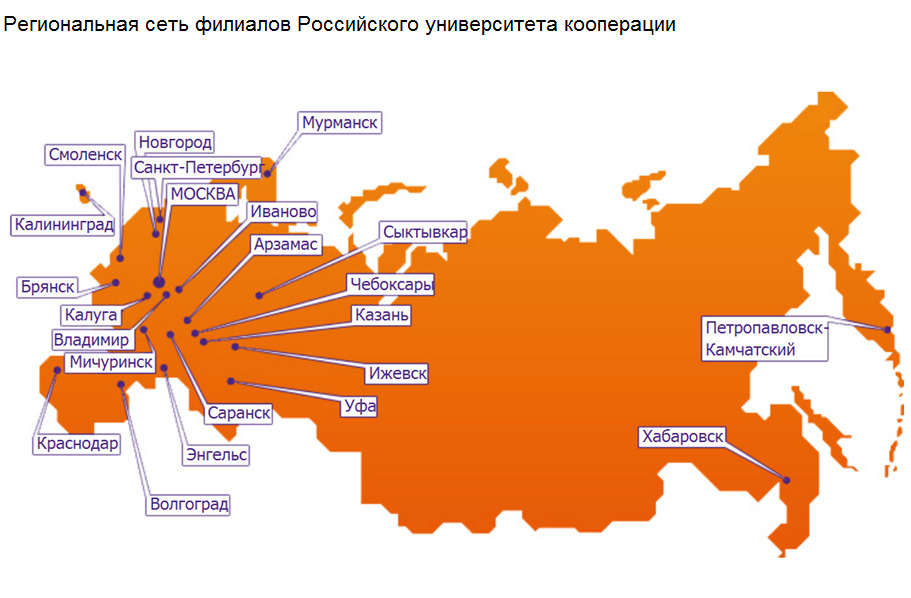 Региональная сеть филиалов Российского университета кооперации
Мурманск
Новгород
Смоленск
Санкт-Петербург
МОСКВА
Иваново
Калининград
Сыктывкар
Арзамас
Брянск
Чебоксары
Калуга
Казань
Петропавловск-
Камчатский
Владимир
Мичуринск
Ижевск
Уфа
Саранск
Хабаровск
Краснодар
Энгельс
Волгоград